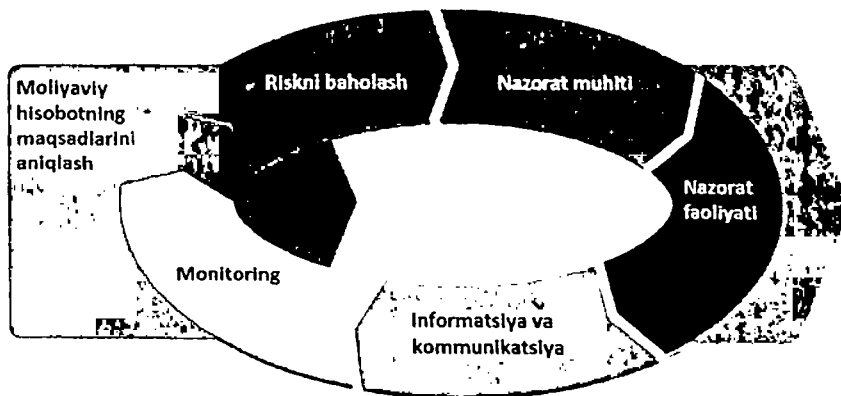 Moliyaviy
hisobotning
maqsadlarini
aniqlash
Riskni baholash
Nazorat muhiti
Nazorat
faoliyati
Informatsiya va
kommunikatsiya
Monitoring